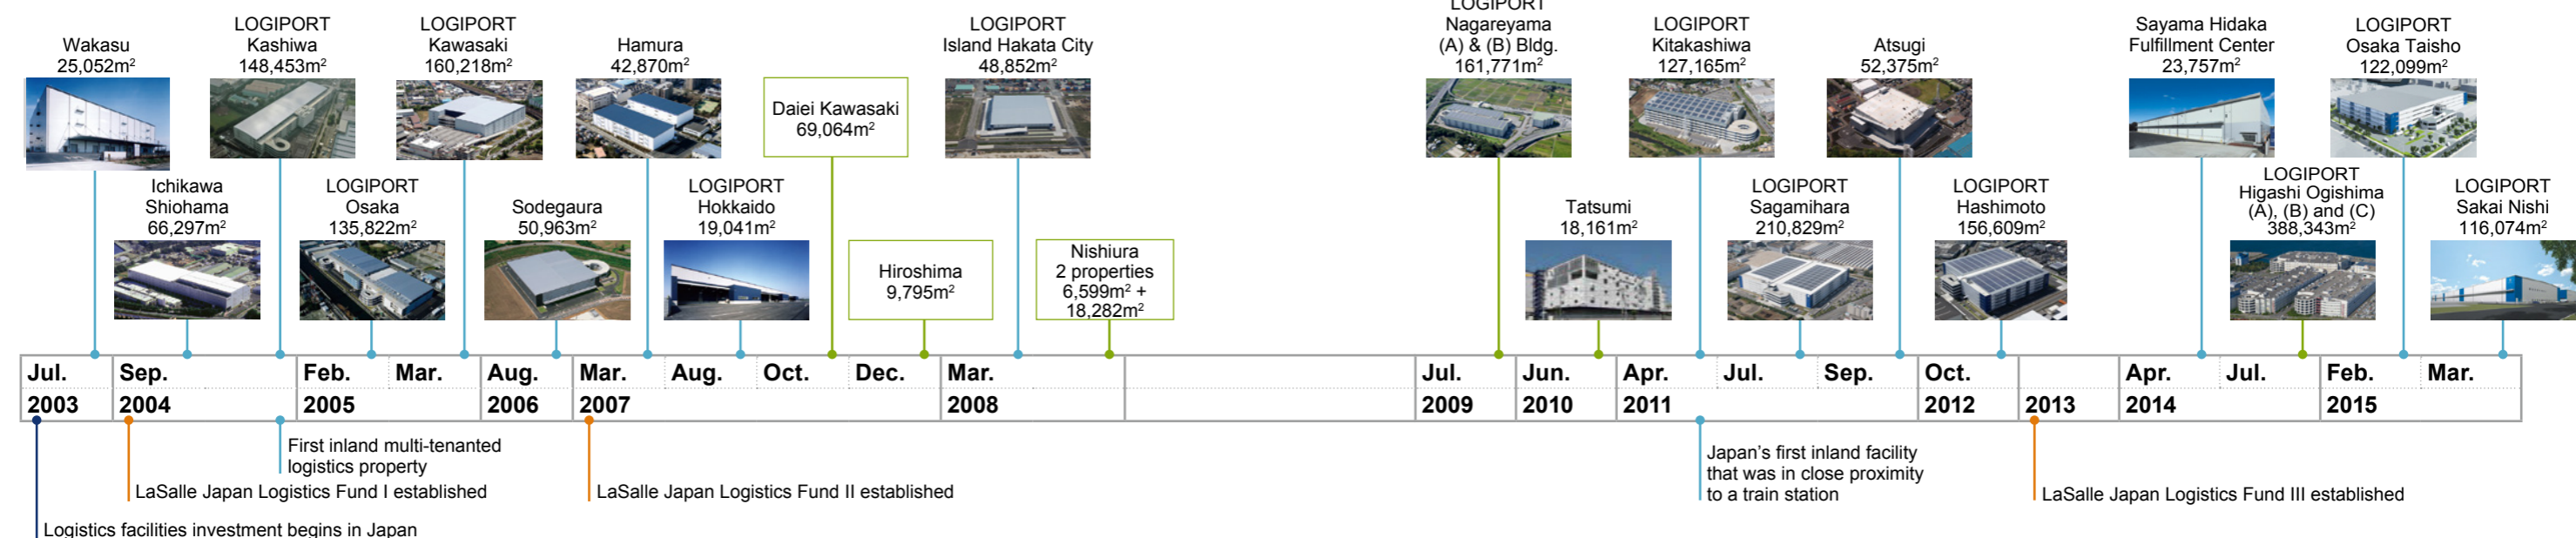 Wakasu
25,052m²
LOGIPORT
Kashiwa
148,453m²
LOGIPORT
Kawasaki
160,218m²
Hamura
42,870m²
Daiei Kawasaki
69,064m²
LOGIPORT
Island Hakata City
48,852m²
LOGIPORT
Nagareyama
(A) & (B) Bldg.
161,771m²
LOGIPORT
Kitakashiwa
127,165m²
Atsugi
52,375m²
Sayama Hidaka
Fulfillment Center
23,757m²
LOGIPORT
Osaka Taisho
122,099m²
Ichikawa
Shiohama
66,297m²
LOGIPORT
Osaka
135,822m²
Sodegaura
50,963m²
LOGIPORT
Hokkaido
19,041m²
Hiroshima
9,795m²
Nishiura
2 properties
6,599m² +
18,282m²
Tatsumi
18,161m²
LOGIPORT
Sagamihara
210,829m²
LOGIPORT
Hashimoto
156,609m²
LOGIPORT
Higashi Ogishima
(A), (B) and (C)
388,343m²
LOGIPORT
Sakai Nishi
116,074m²
Jul. Sep. Feb. Mar. Aug. Mar. Aug. Oct. Dec. Mar. Jul. Jun. Apr. Jul. Sep. Oct. Apr. Jul. Feb. Mar.
2003 2004 2005 2006 2007 2008 2009 2010 2011 2012 2013 2014 2015
First inland multi-tenanted
logistics property
LaSalle Japan Logistics Fund I established
Logistics facilities investment begins in Japan
LaSalle Japan Logistics Fund II established
Japan's first inland facility
that was in close proximity
to a train station
LaSalle Japan Logistics Fund III established